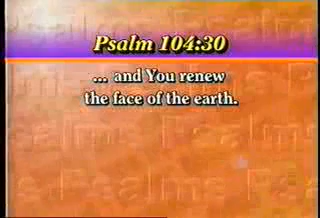 Psalm 104:30
... and You renew
the face of the earth.